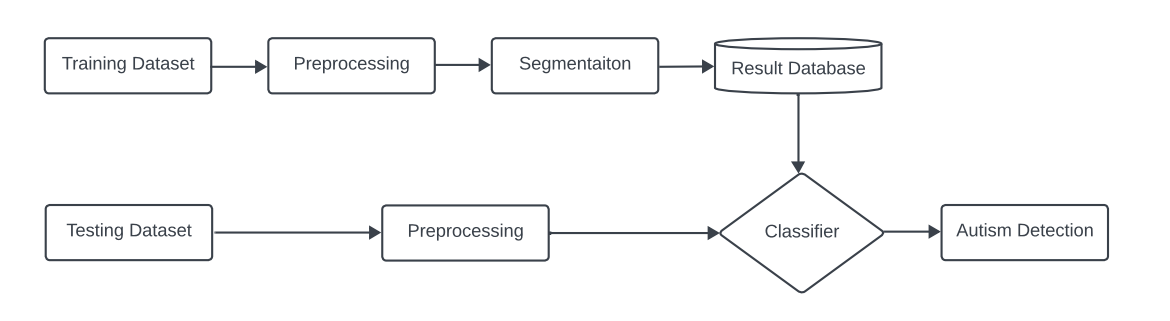 Training Dataset
Preprocessing
Segmentaiton
Result Database
Testing Dataset
Preprocessing
Classifier
Autism Detection